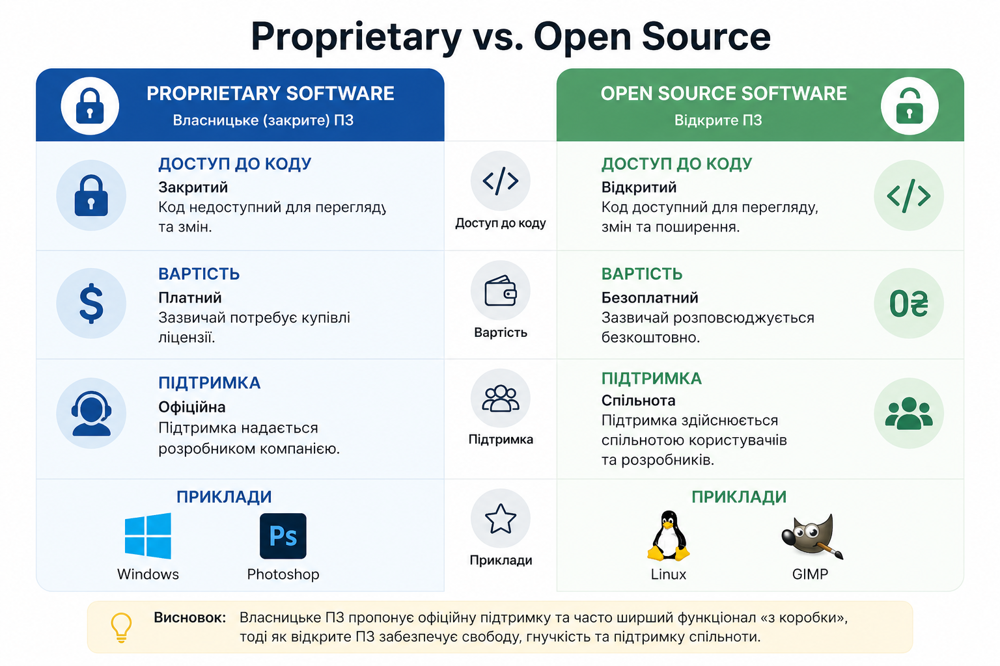 Proprietary vs. Open Source
PROPRIETARY SOFTWARE
Власницьке (закрите) ПЗ
OPEN SOURCE SOFTWARE
Відкрите ПЗ
ДОСТУП ДО КОДУ
Закритий
Код недоступний для перегляду
та змін.
</>
Доступ до коду
ДОСТУП ДО КОДУ
Відкритий
Код доступний для перегляду,
змін та поширення.
</>
$
ВАРТІСТЬ
Платний
Зазвичай потребує купівлі
ліцензії.
Вартість
ВАРТІСТЬ
Безоплатний
Зазвичай розповсюджується
безкоштовно.
0₴
ПІДТРИМКА
Офіційна
Підтримка надається
розробником компанією.
Підтримка
ПІДТРИМКА
Спільнота
Підтримка здійснюється
спільнотою користувачів
та розробників.
ПРИКЛАДИ
Ps
Windows
Photoshop
Приклади
ПРИКЛАДИ
Linux
GIMP
Висновок: Власницьке ПЗ пропонує офіційну підтримку та часто ширший функціонал «з коробки»,
тоді як відкрите ПЗ забезпечує свободу, гнучкість та підтримку спільноти.